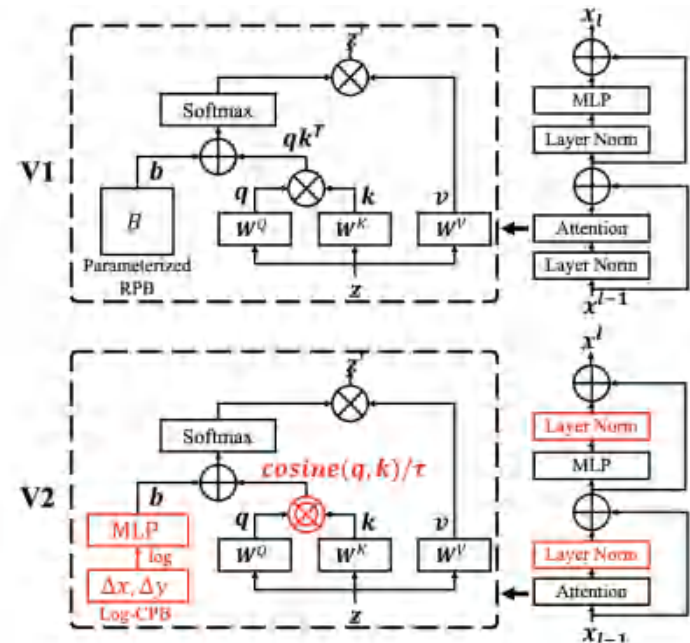 x_l
MLP
Layer Norm
Attention
Layer Norm
x^{l-1}
V1
z'
Softmax
qk^T
b
q
k
v
B
W^Q
W^K
W^V
Parameterized
RPB
z
x^l
Layer Norm
MLP
Layer Norm
Attention
x_{l-1}
V2
z'
Softmax
cosine(q,k)/τ
b
q
k
v
MLP
log
Δx, Δy
W^Q
W^K
W^V
Log-CPB
z